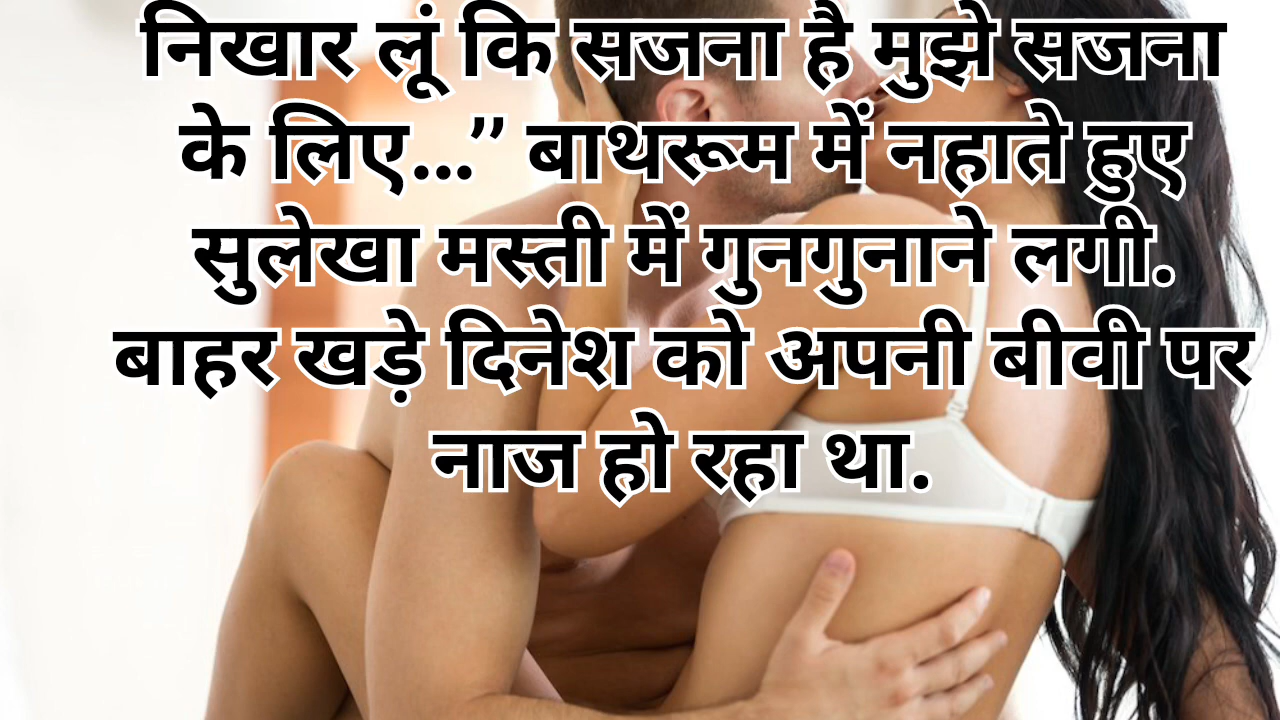 निखार लूं कि सजना है मुझे सजना
के लिए...” बाथरूम में नहाते हुए
सुलेखा मस्ती में गुनगुनाने लगी.
बाहर खड़े दिनेश को अपनी बीवी पर
नाज हो रहा था.